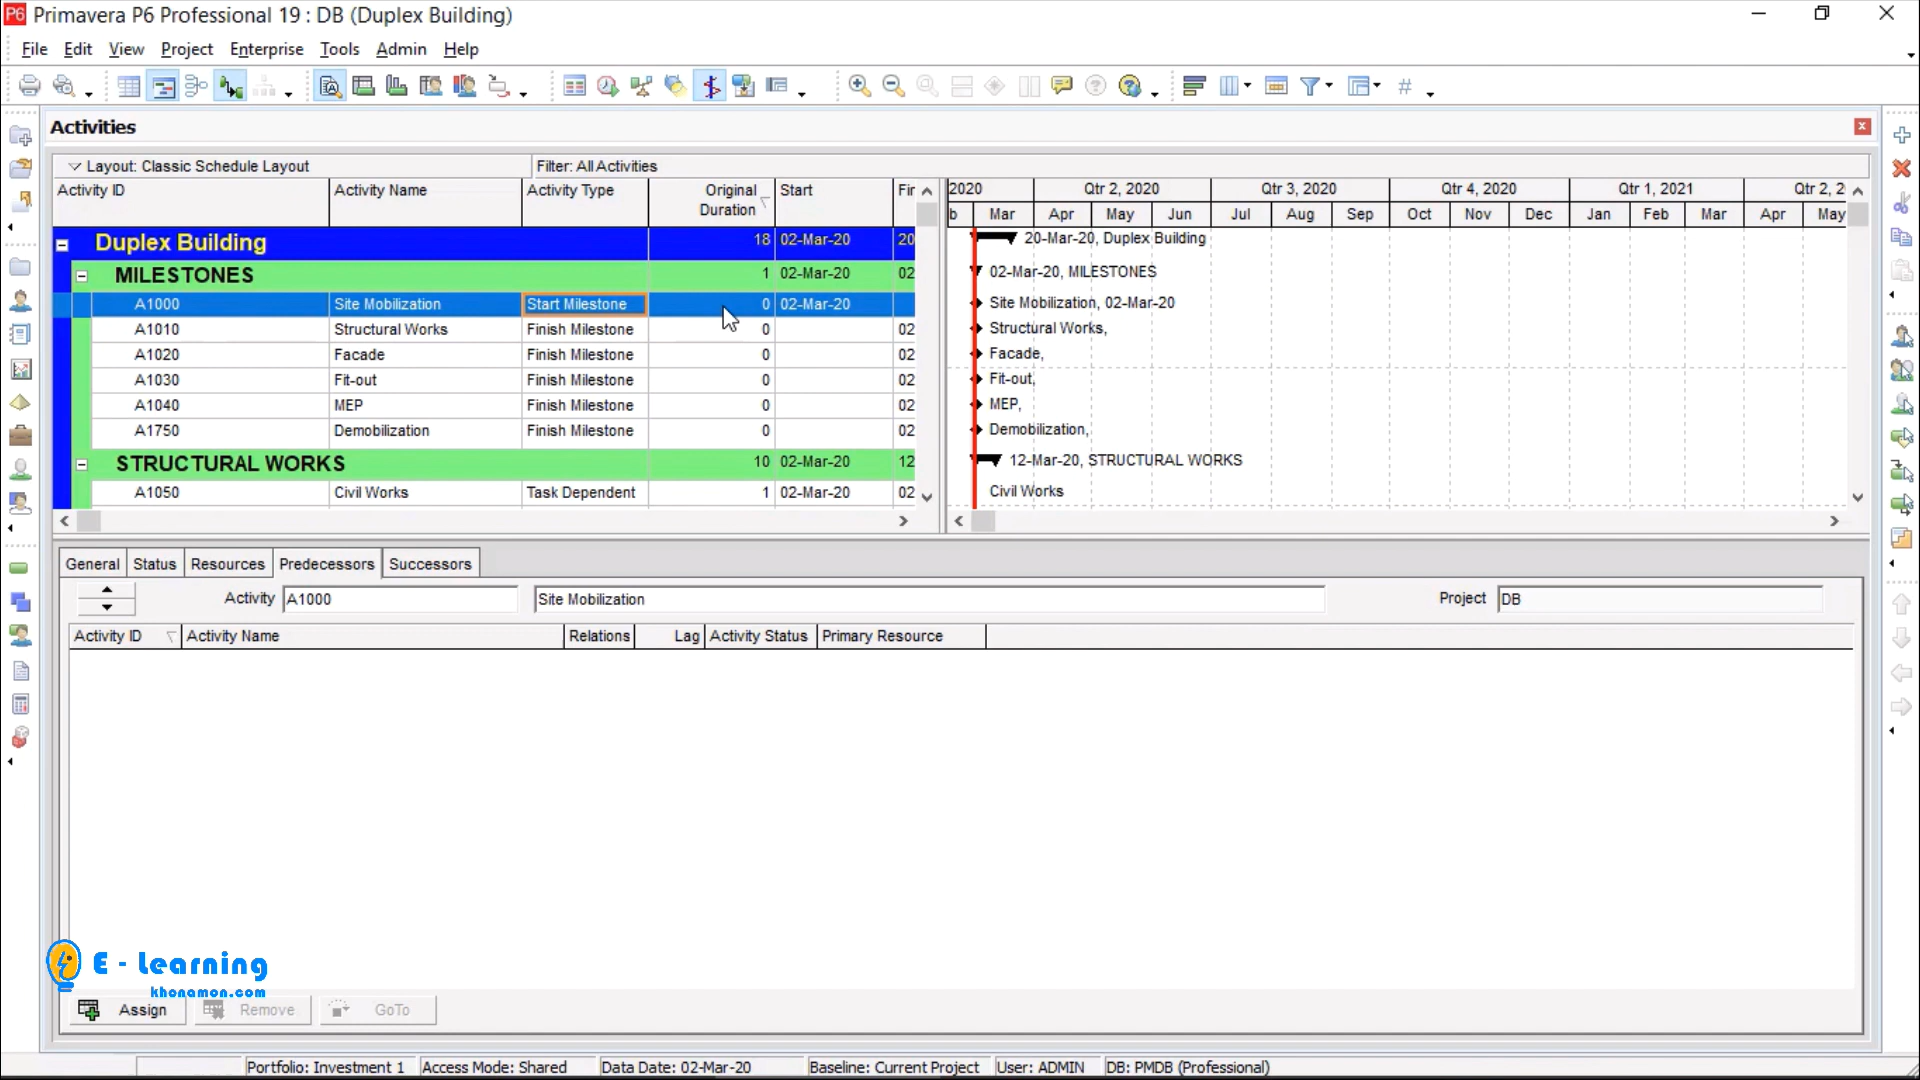 P6 Primavera P6 Professional 19 : DB (Duplex Building)
File Edit View Project Enterprise Tools Admin Help
Activities
Layout: Classic Schedule Layout Filter: All Activities
Activity ID Activity Name Activity Type Original Duration Start Fir
2020 Qtr 2, 2020 Qtr 3, 2020 Qtr 4, 2020 Qtr 1, 2021 Qtr 2, 2
b Mar Apr May Jun Jul Aug Sep Oct Nov Dec Jan Feb Mar Apr May
Duplex Building 18 02-Mar-20 20 20-Mar-20, Duplex Building
MILESTONES 1 02-Mar-20 02 02-Mar-20, MILESTONES
A1000 Site Mobilization Start Milestone 0 02-Mar-20 Site Mobilization, 02-Mar-20
A1010 Structural Works Finish Milestone 0 02 Structural Works,
A1020 Facade Finish Milestone 0 02 Facade,
A1030 Fit-out Finish Milestone 0 02 Fit-out,
A1040 MEP Finish Milestone 0 02 MEP,
A1750 Demobilization Finish Milestone 0 02 Demobilization,
STRUCTURAL WORKS 10 02-Mar-20 12 12-Mar-20, STRUCTURAL WORKS
A1050 Civil Works Task Dependent 1 02-Mar-20 02 Civil Works
General Status Resources Predecessors Successors
Activity A1000 Site Mobilization Project DB
Activity ID Activity Name Relations Lag Activity Status Primary Resource
E - Learning
khonamon.com
Assign Remove GoTo
Portfolio: Investment 1 Access Mode: Shared Data Date: 02-Mar-20 Baseline: Current Project User: ADMIN DB: PMDB (Professional)